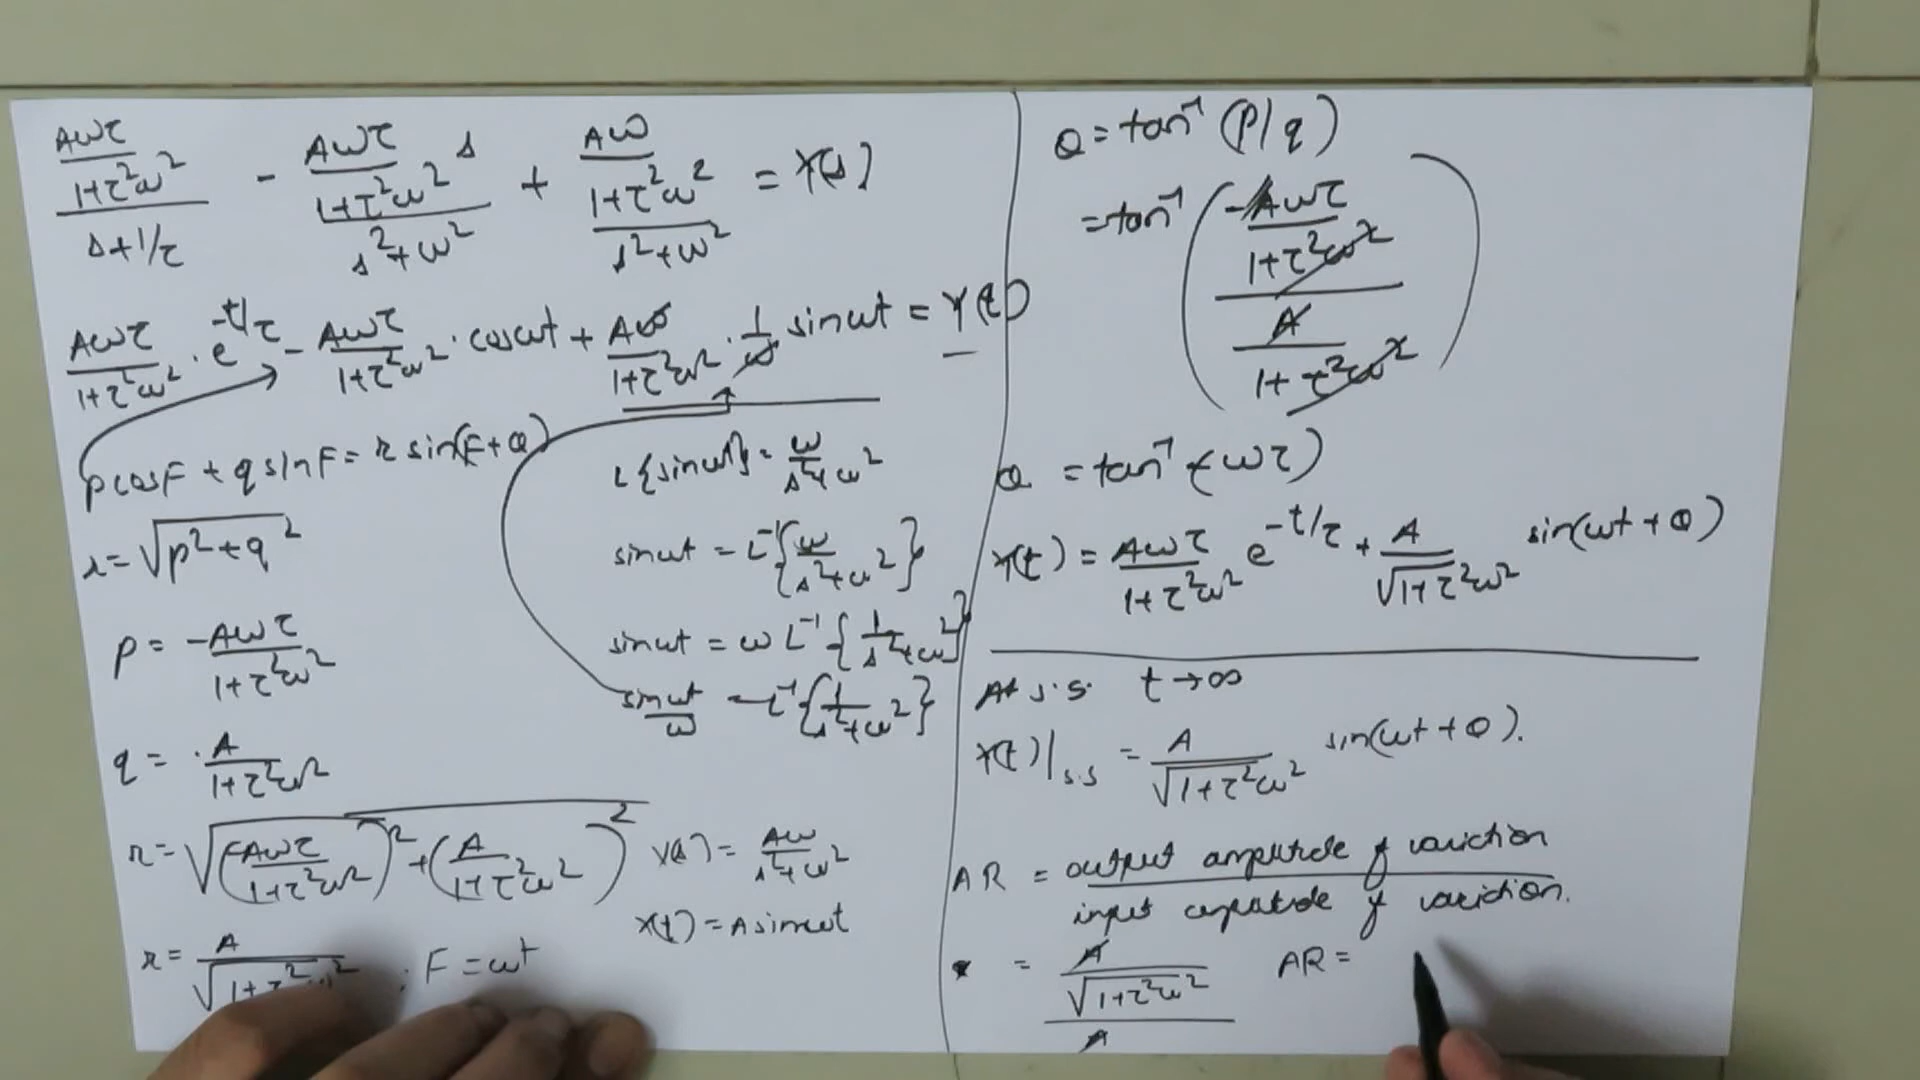 Aωτ/(1+τ²ω²) / (s+1/τ) - (Aωτ/(1+τ²ω²)) s / (s²+ω²) + Aω/(1+τ²ω²) / (s²+ω²) = Y(s)
Aωτ/(1+τ²ω²) · e^(-t/τ) - Aωτ/(1+τ²ω²) · cosωt + Aω/(1+τ²ω²) · 1/ω sinωt = Y(t)
p cosF + q sinF = r sin(F+θ)
r = √(p²+q²)
p = -Aωτ/(1+τ²ω²)
q = A/(1+τ²ω²)
r = √((-Aωτ/(1+τ²ω²))² + (A/(1+τ²ω²))²)
r = A/√(1+τ²ω²) ; F = ωt
L{sinωt} = ω/(s²+ω²)
sinωt = L⁻¹{ω/(s²+ω²)}
sinωt = ω L⁻¹{1/(s²+ω²)}
sinωt/ω = L⁻¹{1/(s²+ω²)}
X(s) = Aω/(s²+ω²)
X(t) = A sinωt
θ = tan⁻¹(p/q)
= tan⁻¹((-Aωτ/(1+τ²ω²)) / (A/(1+τ²ω²)))
θ = tan⁻¹(-ωτ)
Y(t) = Aωτ/(1+τ²ω²) e^(-t/τ) + A/√(1+τ²ω²) sin(ωt+θ)
At s.s. t→∞
Y(t)|s.s = A/√(1+τ²ω²) sin(ωt+θ).
AR = output amplitude of variation / input amplitude of variation.
= (A/√(1+τ²ω²)) / A AR =